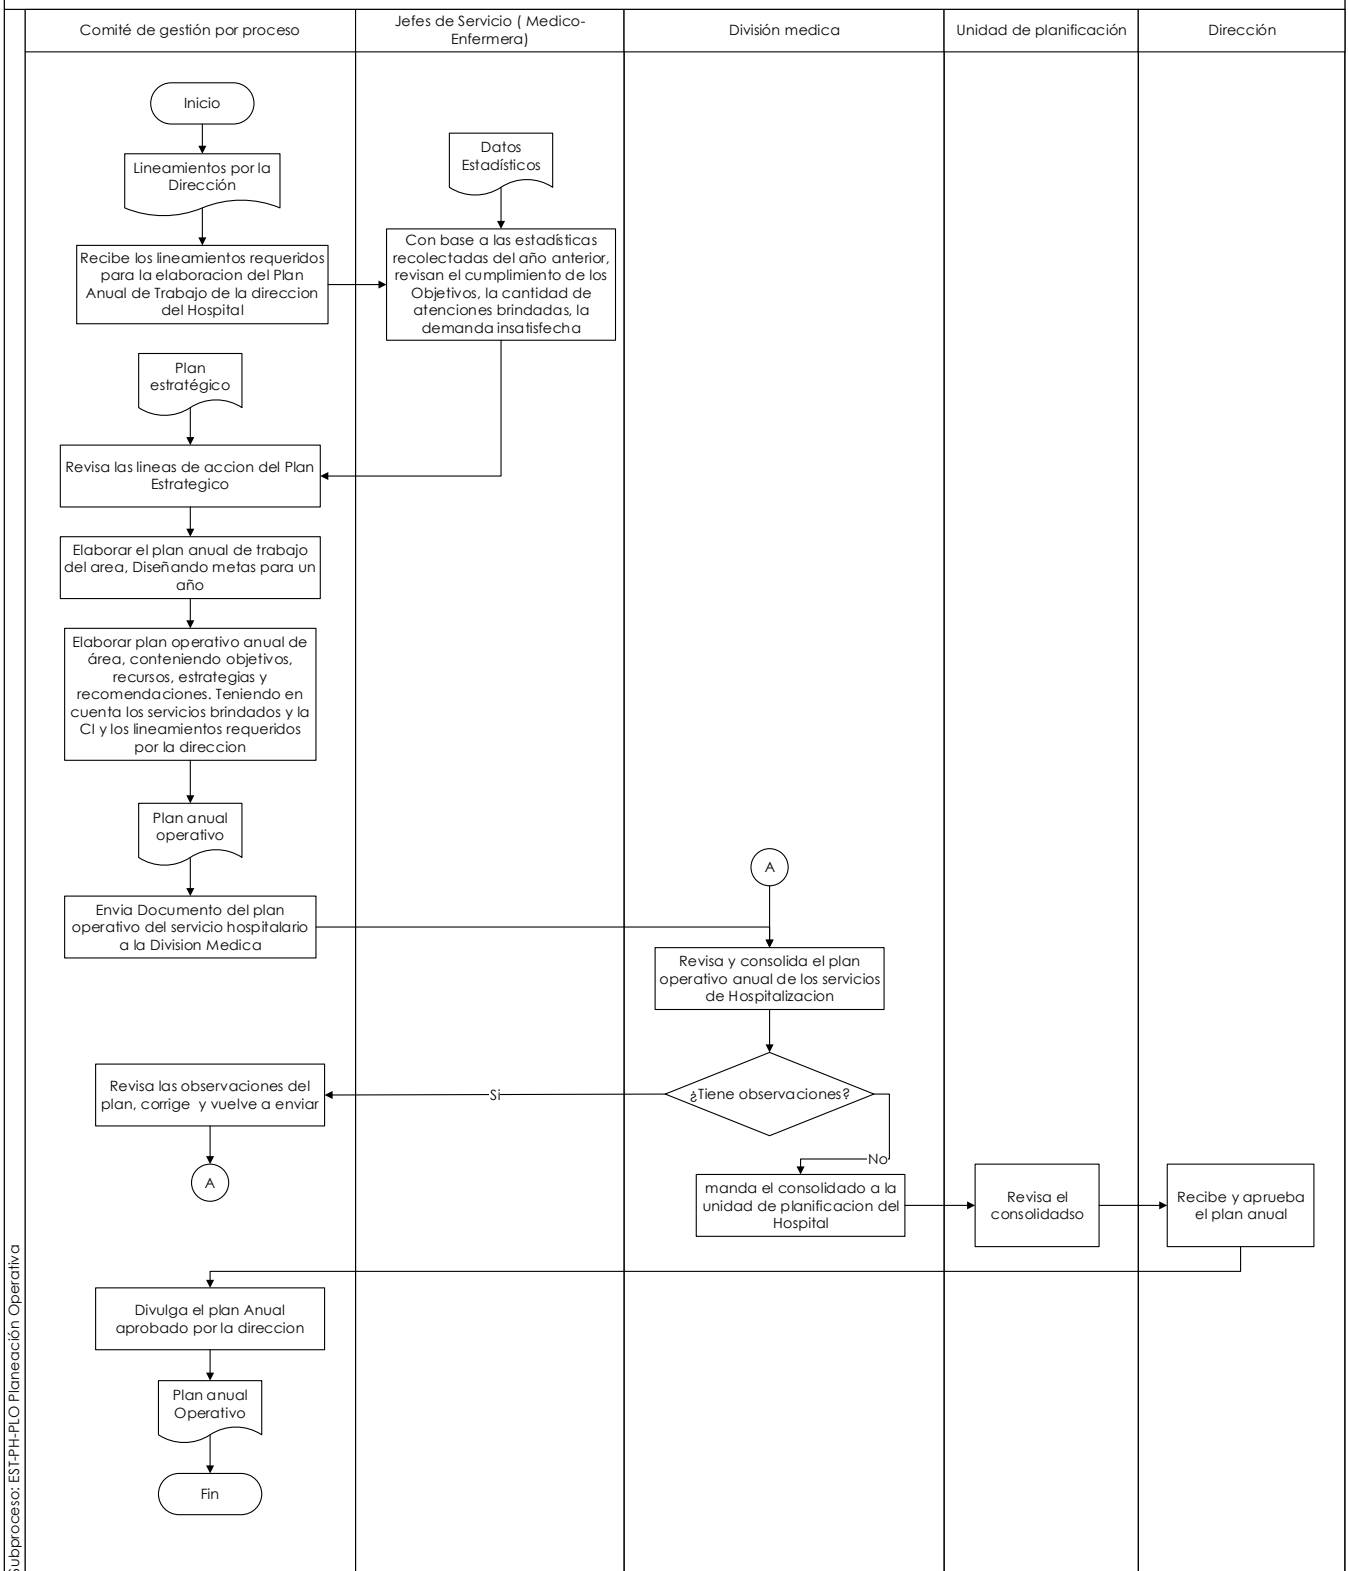 Comité de gestión por proceso
Jefes de Servicio ( Medico-
Enfermera)
División medica
Unidad de planificación
Dirección
Inicio
Lineamientos por la
Dirección
Datos
Estadísticos
Recibe los lineamientos requeridos
para la elaboracion del Plan
Anual de Trabajo de la direccion
del Hospital
Con base a las estadísticas
recolectadas del año anterior,
revisan el cumplimiento de los
Objetivos, la cantidad de
atenciones brindadas, la
demanda insatisfecha
Plan
estratégico
Revisa las lineas de accion del Plan
Estrategico
Elaborar el plan anual de trabajo
del area, Diseñando metas para un
año
Elaborar plan operativo anual de
área, conteniendo objetivos,
recursos, estrategias y
recomendaciones. Teniendo en
cuenta los servicios brindados y la
CI y los lineamientos requeridos
por la direccion
Plan anual
operativo
A
Envia Documento del plan
operativo del servicio hospitalario
a la Division Medica
Revisa y consolida el plan
operativo anual de los servicios
de Hospitalizacion
¿Tiene observaciones?
Si
Revisa las observaciones del
plan, corrige  y vuelve a enviar
A
No
manda el consolidado a la
unidad de planificacion del
Hospital
Revisa el
consolidadso
Recibe y aprueba
el plan anual
Divulga el plan Anual
aprobado por la direccion
Plan anual
Operativo
Fin
Subproceso: EST-PH-PLO Planeación Operativa